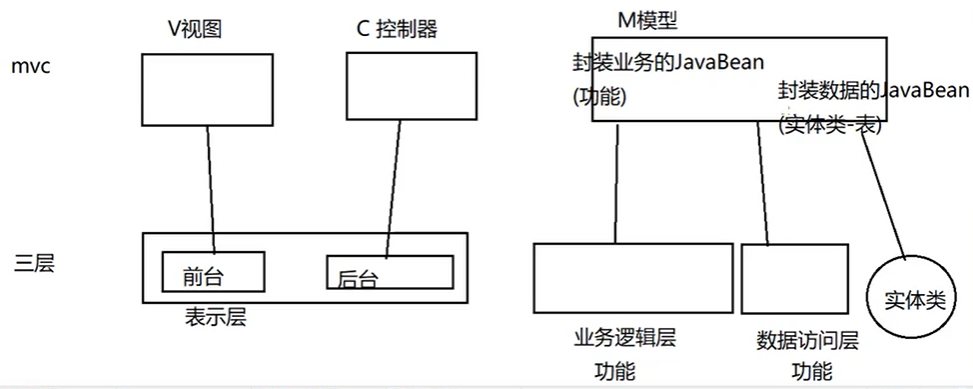 V视图
C 控制器
M模型
mvc
封装业务的JavaBean
(功能)
封装数据的JavaBean
(实体类-表)
三层
前台
后台
表示层
实体类
业务逻辑层
功能
数据访问层
功能